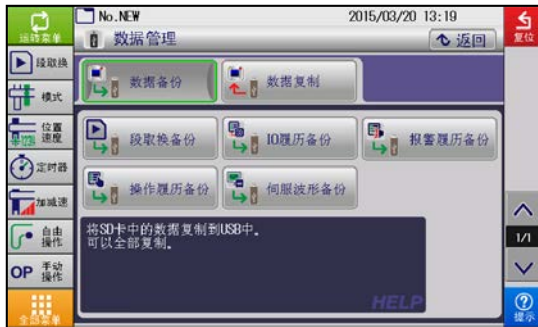 No.NEW
2015/03/20 13:19
运转菜单
数据管理
返回
复位
段取换
模式
位置
速度
定时器
加减速
自由
操作
OP
手动
操作
全部菜单
数据备份
数据复制
段取换备份
IO履历备份
报警履历备份
操作履历备份
伺服波形备份
将SD卡中的数据复制到USB中。
可以全部复制。
HELP
1/1
提示